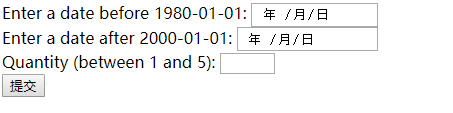 Enter a date before 1980-01-01: 年 /月/日
Enter a date after 2000-01-01: 年 /月/日
Quantity (between 1 and 5):
提交